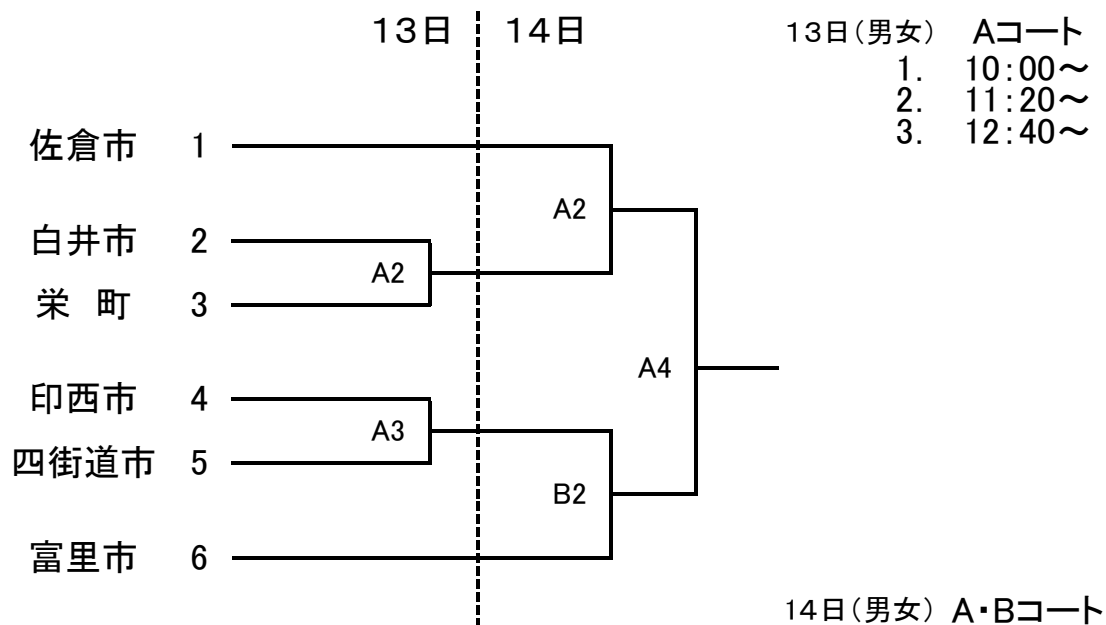 13日 14日
13日(男女) Aコート
1. 10:00～
2. 11:20～
3. 12:40～
佐倉市 1
A2
白井市 2
A2
栄 町 3
A4
印西市 4
A3
四街道市 5
B2
富里市 6
14日(男女) A・Bコート